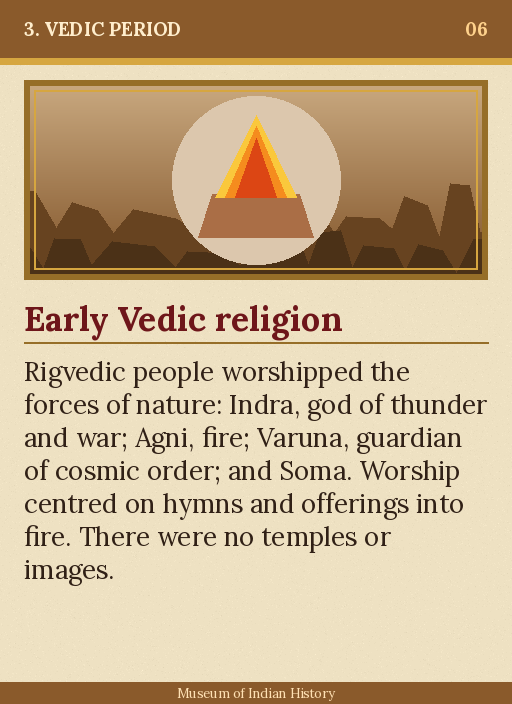 3. VEDIC PERIOD
06
Early Vedic religion
Rigvedic people worshipped the
forces of nature: Indra, god of thunder
and war; Agni, fire; Varuna, guardian
of cosmic order; and Soma. Worship
centred on hymns and offerings into
fire. There were no temples or
images.
Museum of Indian History